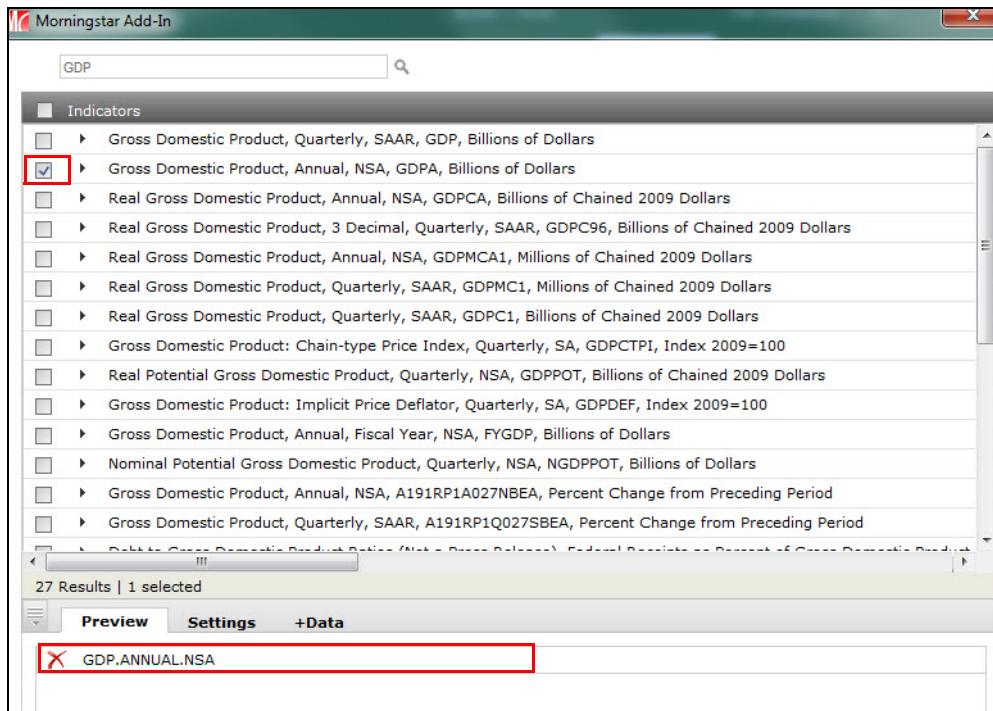 Morningstar Add-In
GDP
Indicators
Gross Domestic Product, Quarterly, SAAR, GDP, Billions of Dollars
Gross Domestic Product, Annual, NSA, GDPA, Billions of Dollars
Real Gross Domestic Product, Annual, NSA, GDPCA, Billions of Chained 2009 Dollars
Real Gross Domestic Product, 3 Decimal, Quarterly, SAAR, GDPC96, Billions of Chained 2009 Dollars
Real Gross Domestic Product, Annual, NSA, GDPMCA1, Millions of Chained 2009 Dollars
Real Gross Domestic Product, Quarterly, SAAR, GDPMC1, Millions of Chained 2009 Dollars
Real Gross Domestic Product, Quarterly, SAAR, GDPC1, Billions of Chained 2009 Dollars
Gross Domestic Product: Chain-type Price Index, Quarterly, SA, GDPCTPI, Index 2009=100
Real Potential Gross Domestic Product, Quarterly, NSA, GDPPOT, Billions of Chained 2009 Dollars
Gross Domestic Product: Implicit Price Deflator, Quarterly, SA, GDPDEF, Index 2009=100
Gross Domestic Product, Annual, Fiscal Year, NSA, FYGDP, Billions of Dollars
Nominal Potential Gross Domestic Product, Quarterly, NSA, NGDPPOT, Billions of Dollars
Gross Domestic Product, Annual, NSA, A191RP1A027NBEA, Percent Change from Preceding Period
Gross Domestic Product, Quarterly, SAAR, A191RP1Q027SBEA, Percent Change from Preceding Period
27 Results | 1 selected
Preview Settings +Data
GDP.ANNUAL.NSA